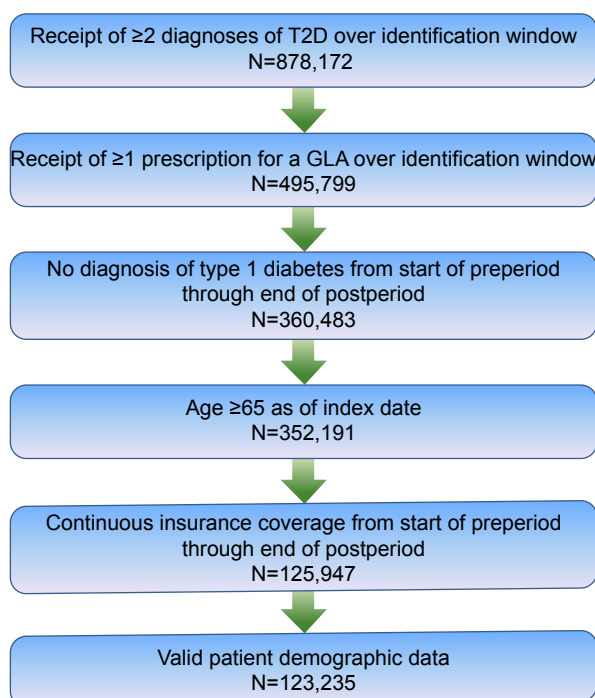 Receipt of ≥2 diagnoses of T2D over identification window
N=878,172
Receipt of ≥1 prescription for a GLA over identification window
N=495,799
No diagnosis of type 1 diabetes from start of preperiod
through end of postperiod
N=360,483
Age ≥65 as of index date
N=352,191
Continuous insurance coverage from start of preperiod
through end of postperiod
N=125,947
Valid patient demographic data
N=123,235